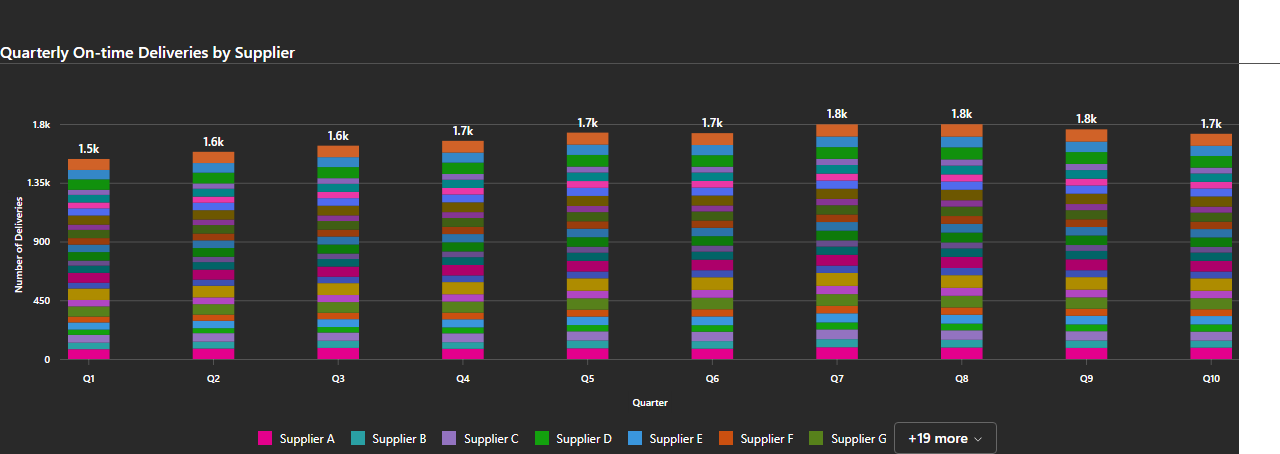 Quarterly On-time Deliveries by Supplier
1.8k
1.35k
900
450
0
Number of Deliveries
1.5k
1.6k
1.6k
1.7k
1.7k
1.7k
1.8k
1.8k
1.8k
1.7k
Q1 Q2 Q3 Q4 Q5 Q6 Q7 Q8 Q9 Q10
Quarter
Supplier A Supplier B Supplier C Supplier D Supplier E Supplier F Supplier G +19 more